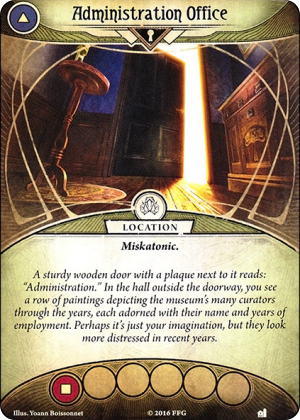 Administration Office
LOCATION
Miskatonic.
A sturdy wooden door with a plaque next to it reads:
“Administration.” In the hall outside the doorway, you see
a row of paintings depicting the museum’s many curators
through the years, each adorned with their name and years of
employment. Perhaps it’s just your imagination, but they look
more distressed in recent years.
Illus. Yoann Boissonnet
© 2016 FFG